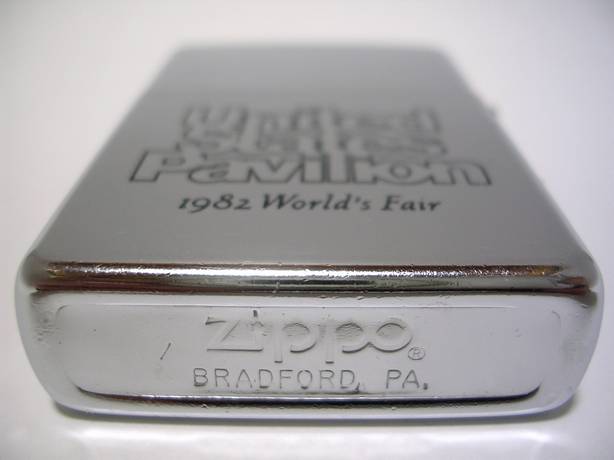 United
States
Pavilion
1982 World's Fair
Zippo®
BRADFORD, PA.